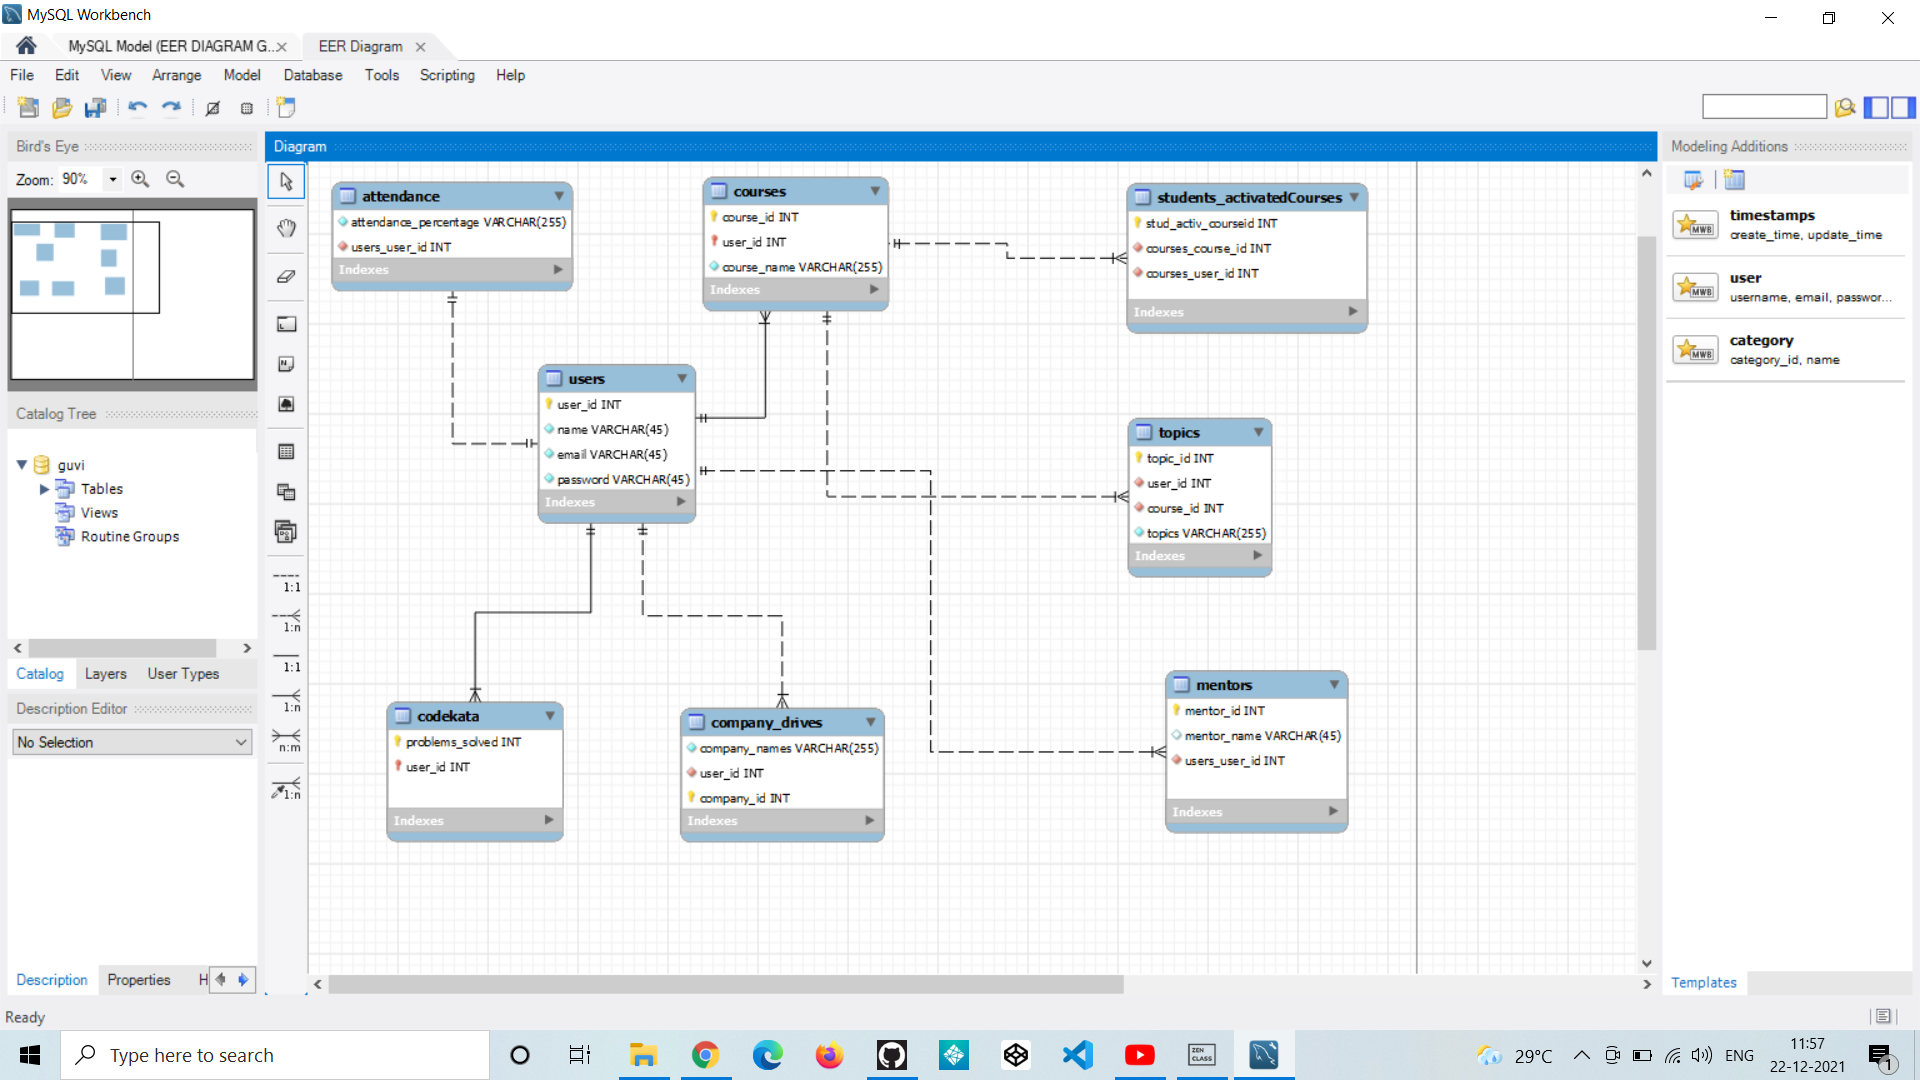 MySQL Workbench
MySQL Model (EER DIAGRAM G...
EER Diagram
File Edit View Arrange Model Database Tools Scripting Help
Bird's Eye
Zoom: 90%
Catalog Tree
guvi
Tables
Views
Routine Groups
Catalog Layers User Types
Description Editor
No Selection
Description Properties H
Ready
Diagram
1:1
1:n
1:1
1:n
n:m
1:n
attendance
attendance_percentage VARCHAR(255)
users_user_id INT
Indexes
courses
course_id INT
user_id INT
course_name VARCHAR(255)
Indexes
students_activatedCourses
stud_activ_courseid INT
courses_course_id INT
courses_user_id INT
Indexes
users
user_id INT
name VARCHAR(45)
email VARCHAR(45)
password VARCHAR(45)
Indexes
topics
topic_id INT
user_id INT
course_id INT
topics VARCHAR(255)
Indexes
codekata
problems_solved INT
user_id INT
Indexes
company_drives
company_names VARCHAR(255)
user_id INT
company_id INT
Indexes
mentors
mentor_id INT
mentor_name VARCHAR(45)
users_user_id INT
Indexes
Modeling Additions
MWB
timestamps
create_time, update_time
MWB
user
username, email, passwor...
MWB
category
category_id, name
Templates
Type here to search
ZEN
CLASS
29°C
ENG
11:57
22-12-2021
1